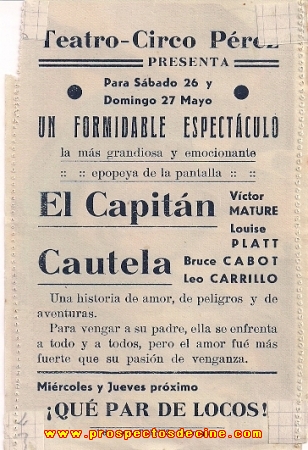 Teatro-Circo Pérez
PRESENTA
Para Sábado 26 y
Domingo 27 Mayo
UN FORMIDABLE ESPECTÁCULO
la más grandiosa y emocionante
:: :: epopeya de la pantalla :: ::
El Capitán
Cautela
Víctor
MATURE
Louise
PLATT
Bruce CABOT
Leo CARRILLO
Una historia de amor, de peligros y de
aventuras.
Para vengar a su padre, ella se enfrenta
a todo y a todos, pero el amor fué más
fuerte que su pasión de venganza.
Miércoles y Jueves próximo
¡QUÉ PAR DE LOCOS!
www.prospectosdecine.com